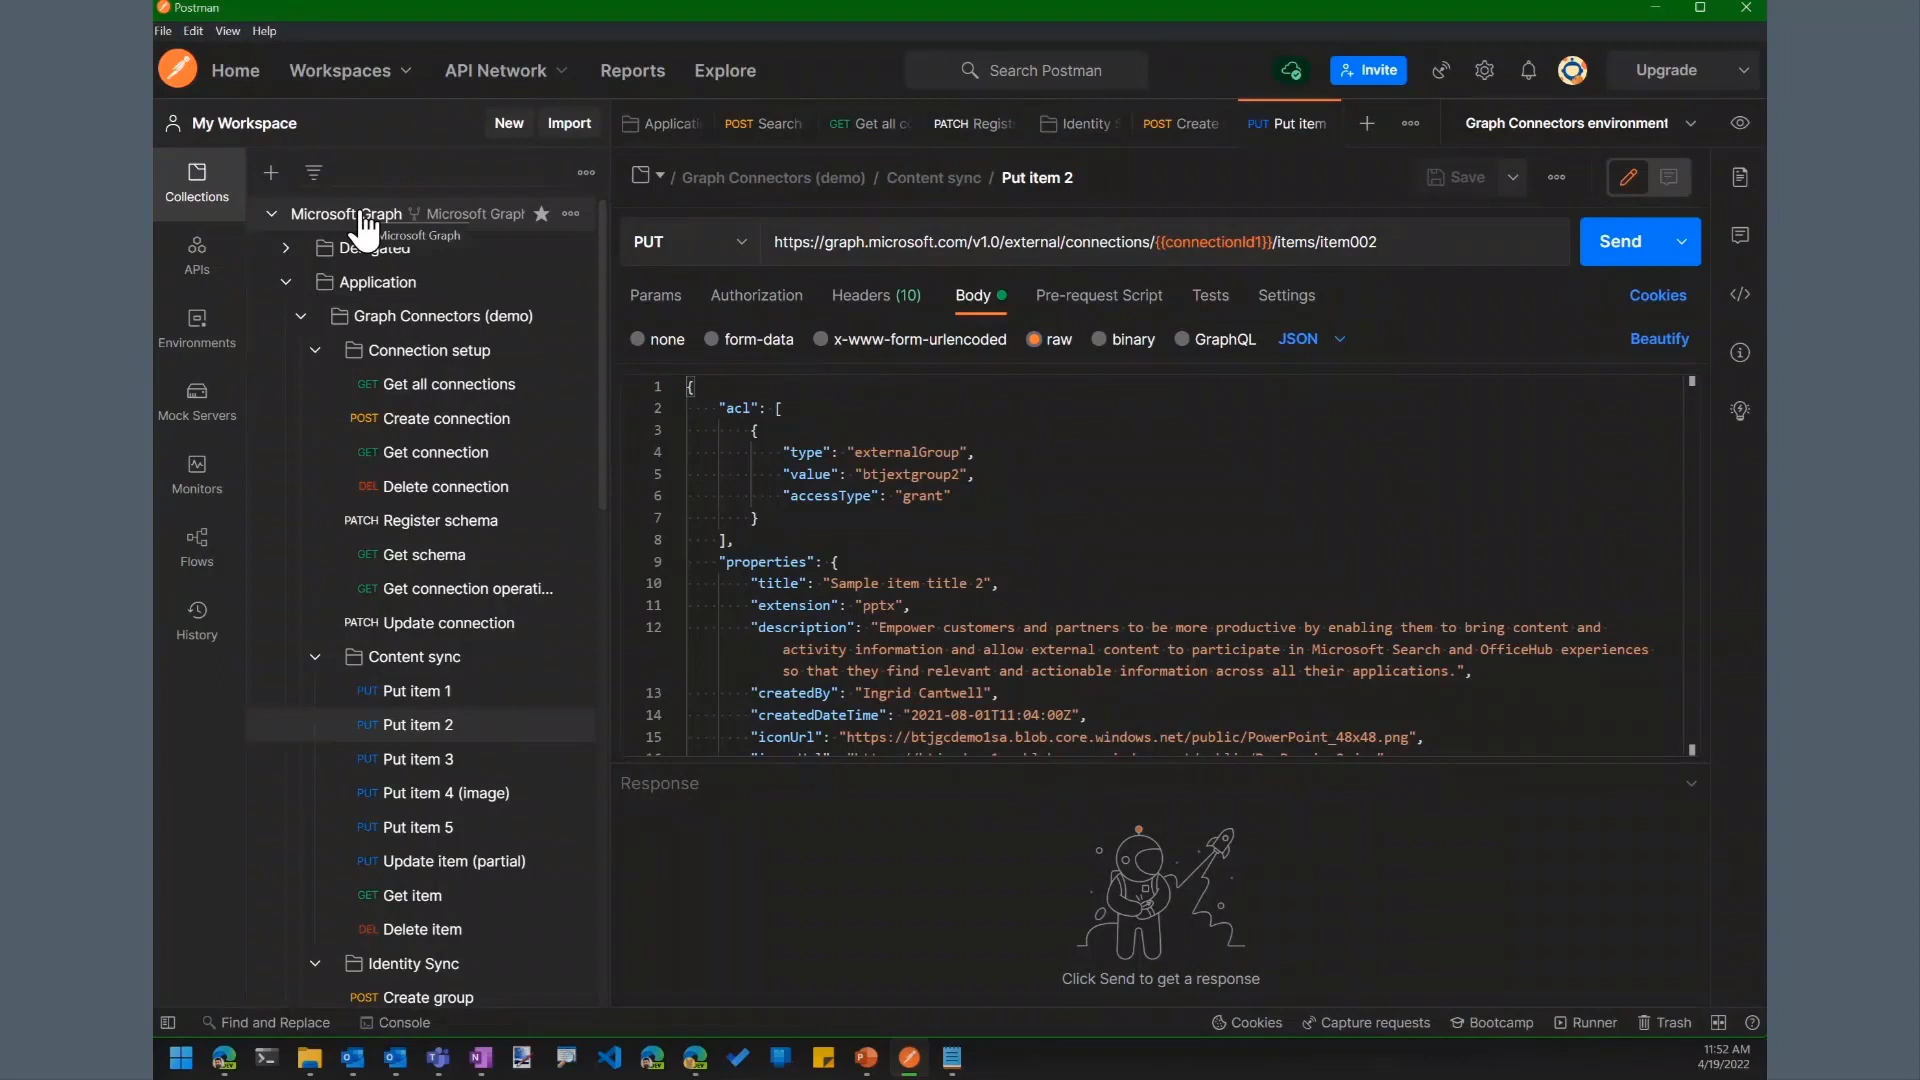 Postman
File Edit View Help
Home Workspaces API Network Reports Explore Search Postman Invite Upgrade
My Workspace New Import
Applicati POST Search GET Get all c PATCH Regist Identity POST Create PUT Put item Graph Connectors environment
Collections
APIs
Environments
Mock Servers
Monitors
Flows
History
Microsoft Graph Microsoft Graph
Microsoft Graph
Delegated
Application
Graph Connectors (demo)
Connection setup
GET Get all connections
POST Create connection
GET Get connection
DEL Delete connection
PATCH Register schema
GET Get schema
GET Get connection operati...
PATCH Update connection
Content sync
PUT Put item 1
PUT Put item 2
PUT Put item 3
PUT Put item 4 (image)
PUT Put item 5
PUT Update item (partial)
GET Get item
DEL Delete item
Identity Sync
POST Create group
/ Graph Connectors (demo) / Content sync / Put item 2 Save
PUT https://graph.microsoft.com/v1.0/external/connections/{{connectionId1}}/items/item002 Send
Params Authorization Headers (10) Body Pre-request Script Tests Settings Cookies
none form-data x-www-form-urlencoded raw binary GraphQL JSON Beautify
1 {
2 "acl": [
3 {
4 "type": "externalGroup",
5 "value": "btjextgroup2",
6 "accessType": "grant"
7 }
8 ],
9 "properties": {
10 "title": "Sample item title 2",
11 "extension": "pptx",
12 "description": "Empower customers and partners to be more productive by enabling them to bring content and
activity information and allow external content to participate in Microsoft Search and OfficeHub experiences
so that they find relevant and actionable information across all their applications.",
13 "createdBy": "Ingrid Cantwell",
14 "createdDateTime": "2021-08-01T11:04:00Z",
15 "iconUrl": "https://btjgcdemo1sa.blob.core.windows.net/public/PowerPoint_48x48.png",
Response
Click Send to get a response
Find and Replace Console Cookies Capture requests Bootcamp Runner Trash
11:52 AM
4/19/2022